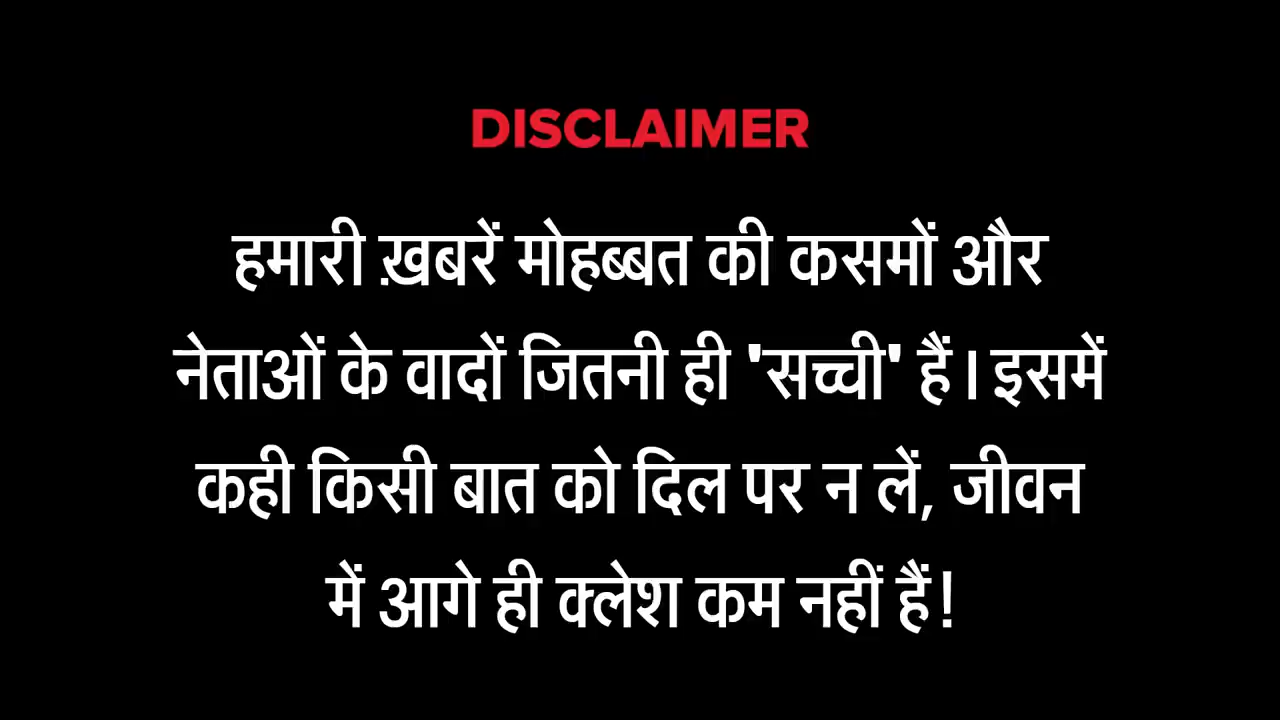 DISCLAIMER
हमारी ख़बरें मोहब्बत की कसमों और
नेताओं के वादों जितनी ही 'सच्ची' हैं। इसमें
कही किसी बात को दिल पर न लें, जीवन
में आगे ही क्लेश कम नहीं हैं!